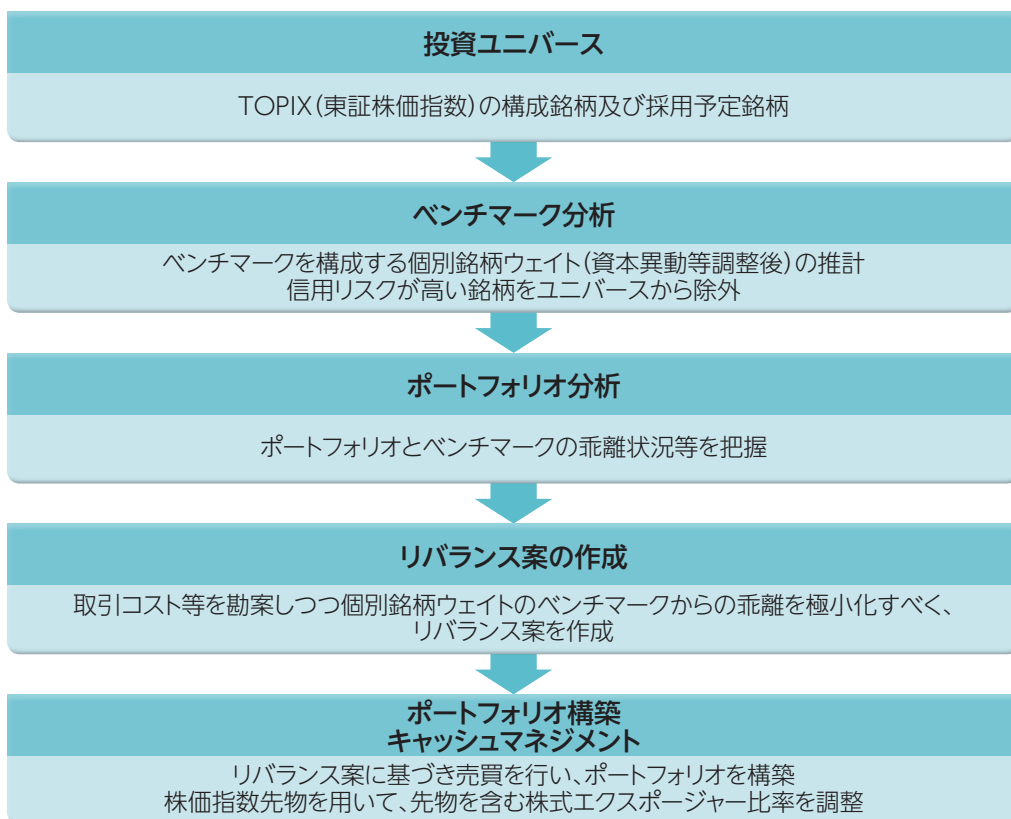 投資ユニバース
TOPIX(東証株価指数)の構成銘柄及び採用予定銘柄
ベンチマーク分析
ベンチマークを構成する個別銘柄ウェイト(資本異動等調整後)の推計
信用リスクが高い銘柄をユニバースから除外
ポートフォリオ分析
ポートフォリオとベンチマークの乖離状況等を把握
リバランス案の作成
取引コスト等を勘案しつつ個別銘柄ウェイトのベンチマークからの乖離を極小化すべく、
リバランス案を作成
ポートフォリオ構築
キャッシュマネジメント
リバランス案に基づき売買を行い、ポートフォリオを構築
株価指数先物を用いて、先物を含む株式エクスポージャー比率を調整